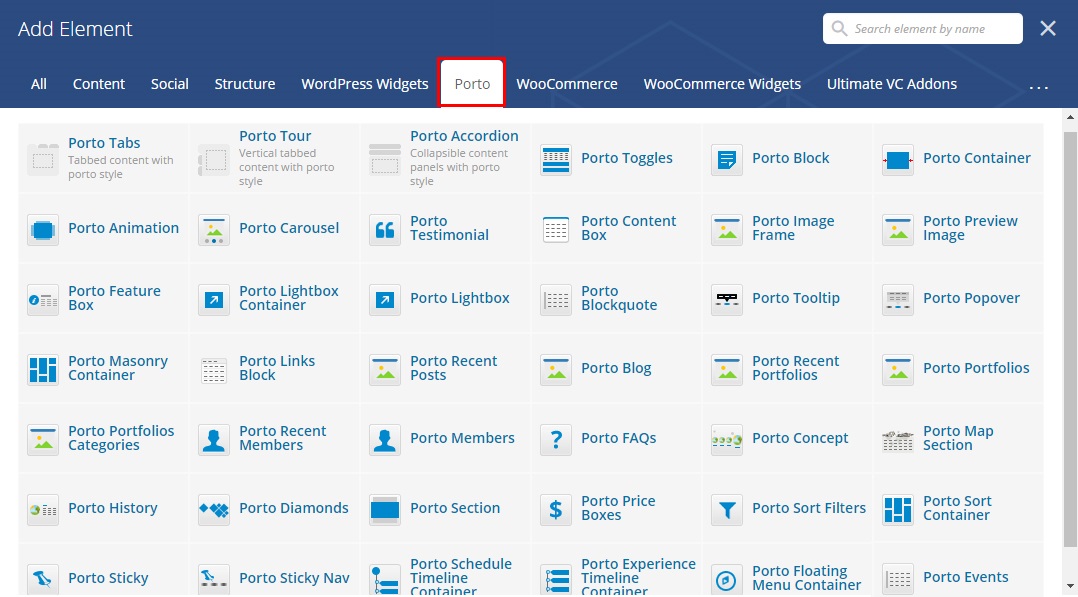 Add Element
Search element by name
All Content Social Structure WordPress Widgets Porto WooCommerce WooCommerce Widgets Ultimate VC Addons ...
Porto Tabs
Tabbed content with
porto style
Porto Tour
Vertical tabbed
content with porto
style
Porto Accordion
Collapsible content
panels with porto
style
Porto Toggles
Porto Block
Porto Container
Porto Animation
Porto Carousel
Porto
Testimonial
Porto Content
Box
Porto Image
Frame
Porto Preview
Image
Porto Feature
Box
Porto Lightbox
Container
Porto Lightbox
Porto
Blockquote
Porto Tooltip
Porto Popover
Porto Masonry
Container
Porto Links
Block
Porto Recent
Posts
Porto Blog
Porto Recent
Portfolios
Porto Portfolios
Porto Portfolios
Categories
Porto Recent
Members
Porto Members
Porto FAQs
Porto Concept
Porto Map
Section
Porto History
Porto Diamonds
Porto Section
Porto Price
Boxes
Porto Sort Filters
Porto Sort
Container
Porto Sticky
Porto Sticky Nav
Porto Schedule
Timeline
Container
Porto Experience
Timeline
Container
Porto Floating
Menu Container
Porto Events